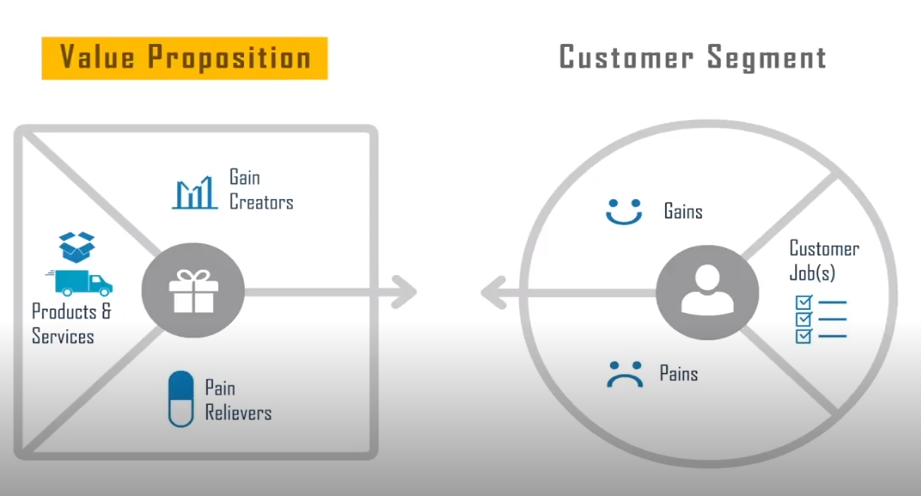 Value Proposition
Customer Segment
Gain
Creators
Products &
Services
Pain
Relievers
Gains
Customer
Job(s)
Pains